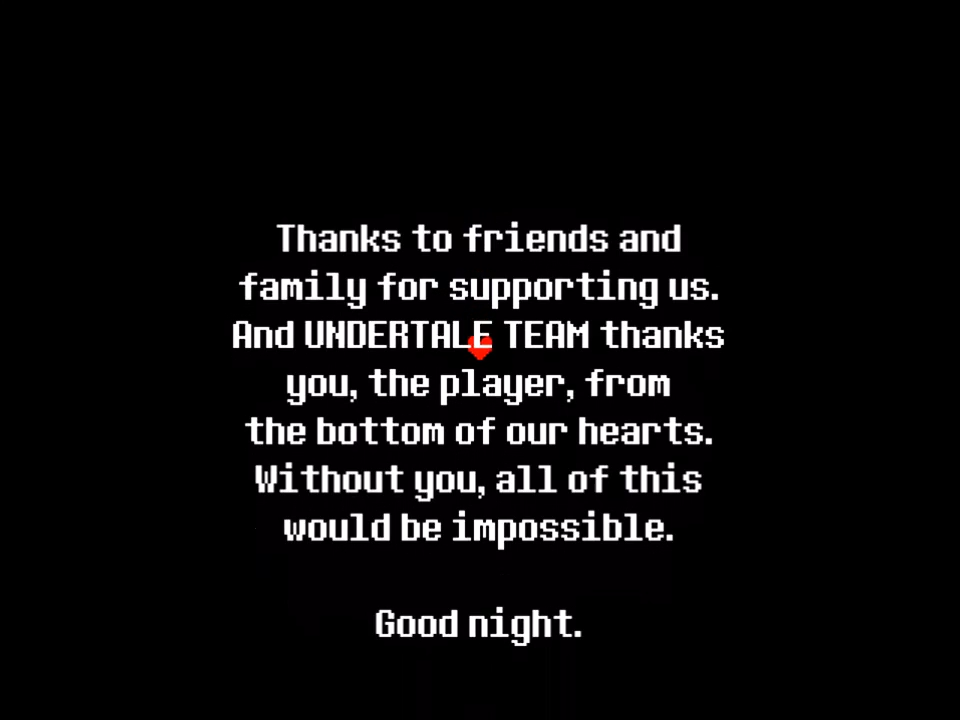 Thanks to friends and
family for supporting us.
And UNDERTALE TEAM thanks
you, the player, from
the bottom of our hearts.
Without you, all of this
would be impossible.
Good night.